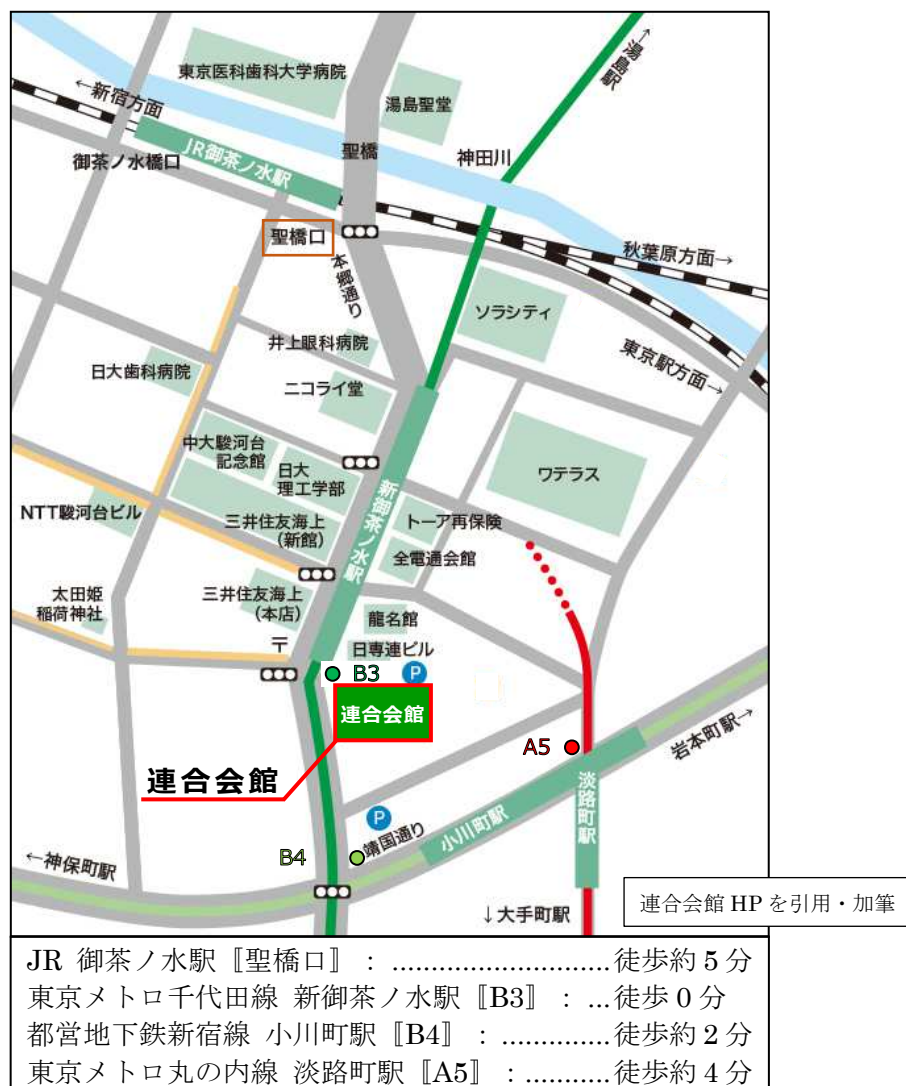 東京医科歯科大学病院
←新宿方面
湯島聖堂
→湯島駅
JR御茶ノ水駅
聖橋
神田川
御茶ノ水橋口
聖橋口
本郷通り
秋葉原方面→
ソラシティ
東京駅方面→
井上眼科病院
日大歯科病院
ニコライ堂
中大駿河台
記念館
日大
理工学部
ワテラス
新御茶ノ水駅
NTT駿河台ビル
三井住友海上
(新館)
トーア再保険
全電通会館
太田姫
稲荷神社
三井住友海上
(本店)
龍名館
〒
日専連ビル
B3
P
連合会館
A5
岩本町駅→
連合会館
P
靖国通り
小川町駅
淡路町駅
B4
←神保町駅
↓大手町駅
連合会館 HP を引用・加筆
JR 御茶ノ水駅『聖橋口』：............................徒歩約 5 分
東京メトロ千代田線 新御茶ノ水駅『B3』：...徒歩 0 分
都営地下鉄新宿線 小川町駅『B4』：..............徒歩約 2 分
東京メトロ丸の内線 淡路町駅『A5』：...........徒歩約 4 分